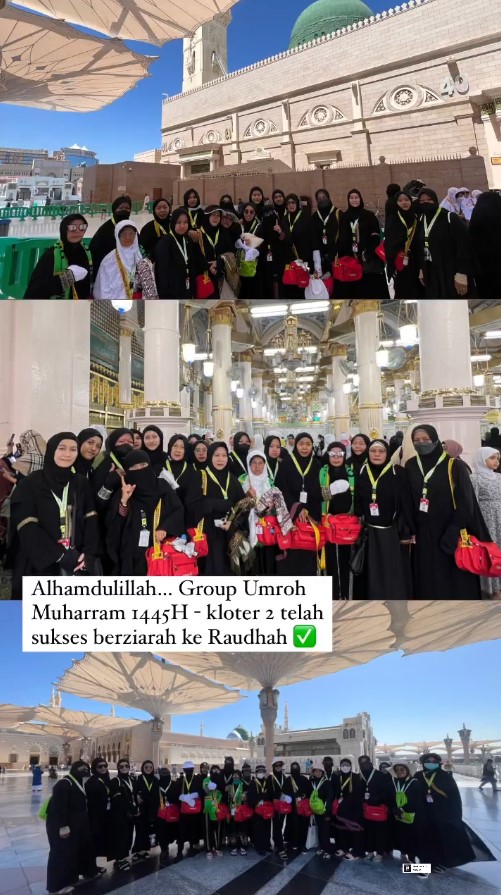 40
Alhamdulillah... Group Umroh
Muharram 1445H - kloter 2 telah
sukses berziarah ke Raudhah ✅